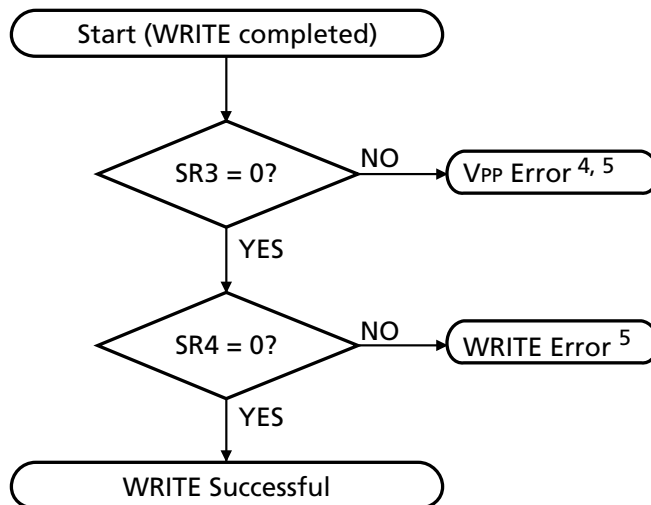 Start (WRITE completed)
SR3 = 0?
NO
VPP Error 4, 5
YES
SR4 = 0?
NO
WRITE Error 5
YES
WRITE Successful